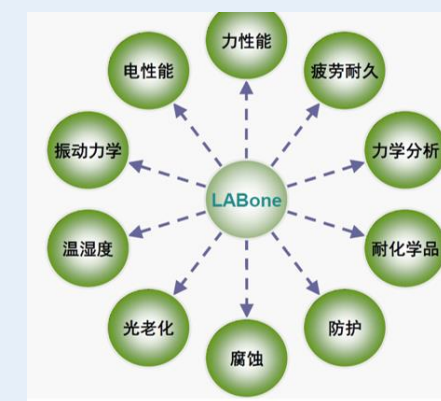 力性能
电性能
疲劳耐久
振动力学
力学分析
LABone
温湿度
耐化学品
光老化
防护
腐蚀